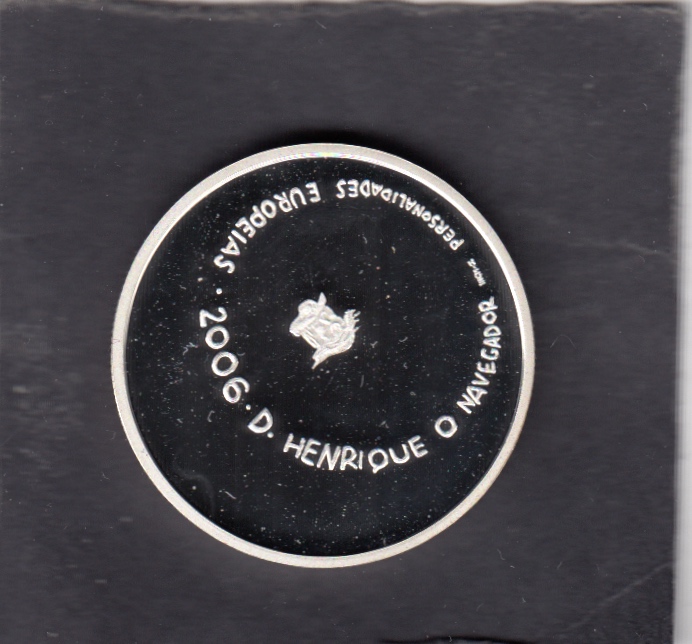 D. HENRIQUE O NAVEGADOR
PERSONALIDADES EUROPEIAS · 2006 ·